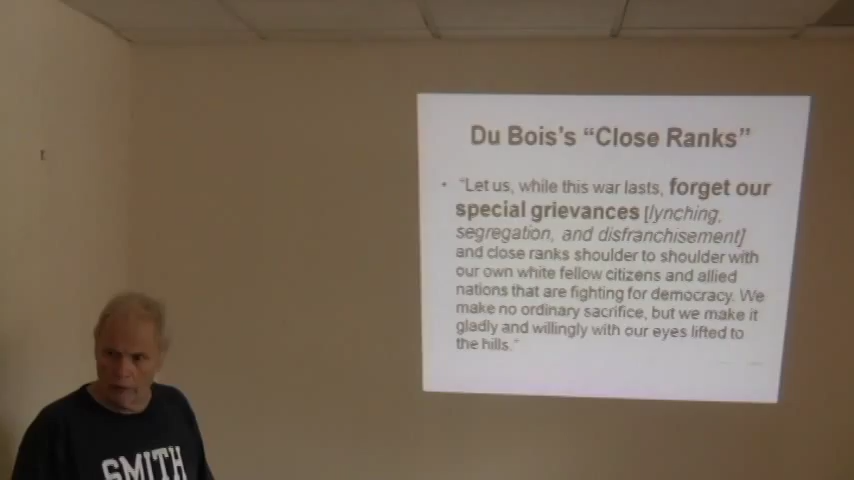 Du Bois's "Close Ranks"
• "Let us, while this war lasts, forget our
special grievances [lynching,
segregation, and disfranchisement]
and close ranks shoulder to shoulder with
our own white fellow citizens and allied
nations that are fighting for democracy. We
make no ordinary sacrifice, but we make it
gladly and willingly with our eyes lifted to
the hills."
SMITH